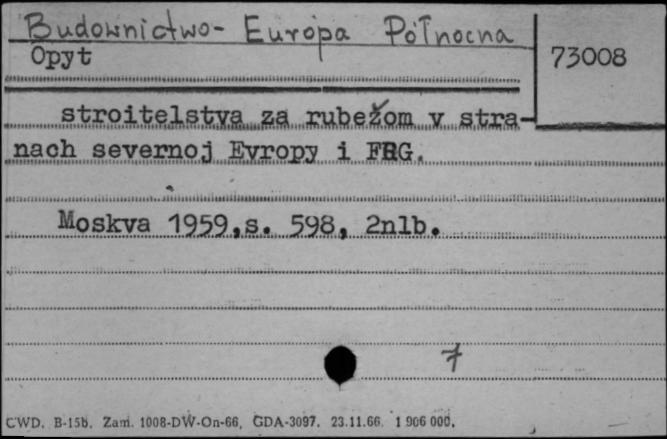 Budownictwo- Europa Północna
Opyt
73008
stroitelstva za rubežom v stra-
nach severnoj Evropy i FRG.
Moskva 1959,s. 598, 2nlb.
7
CWD. B-15b. Zam. 1008-DW-On-66, GDA-3097. 23.11.66. 1 906 000.